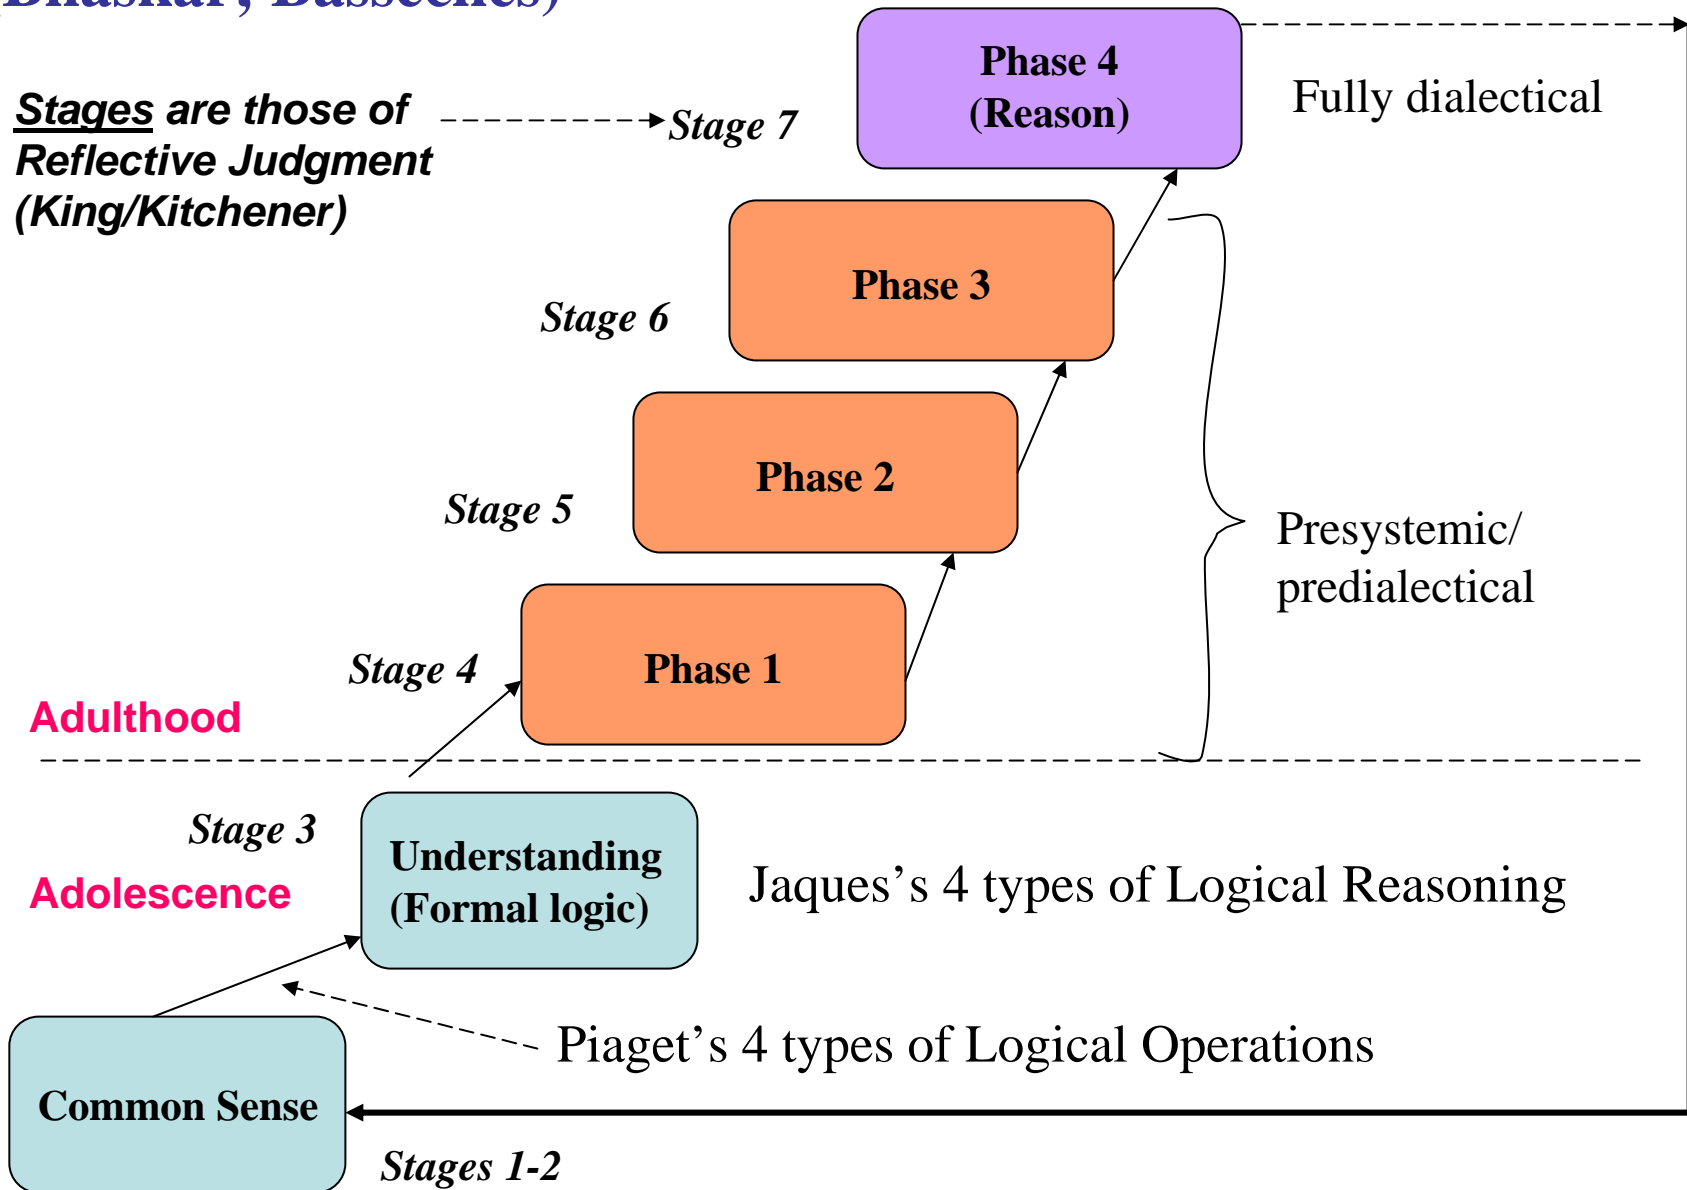 (Bhaskar, Basseches)
Phase 4
(Reason)
Fully dialectical
Stages are those of
Reflective Judgment
(King/Kitchener)
Stage 7
Phase 3
Stage 6
Phase 2
Stage 5
Presystemic/
predialectical
Phase 1
Stage 4
Adulthood
Stage 3
Understanding
(Formal logic)
Jaques’s 4 types of Logical Reasoning
Adolescence
Piaget’s 4 types of Logical Operations
Common Sense
Stages 1-2